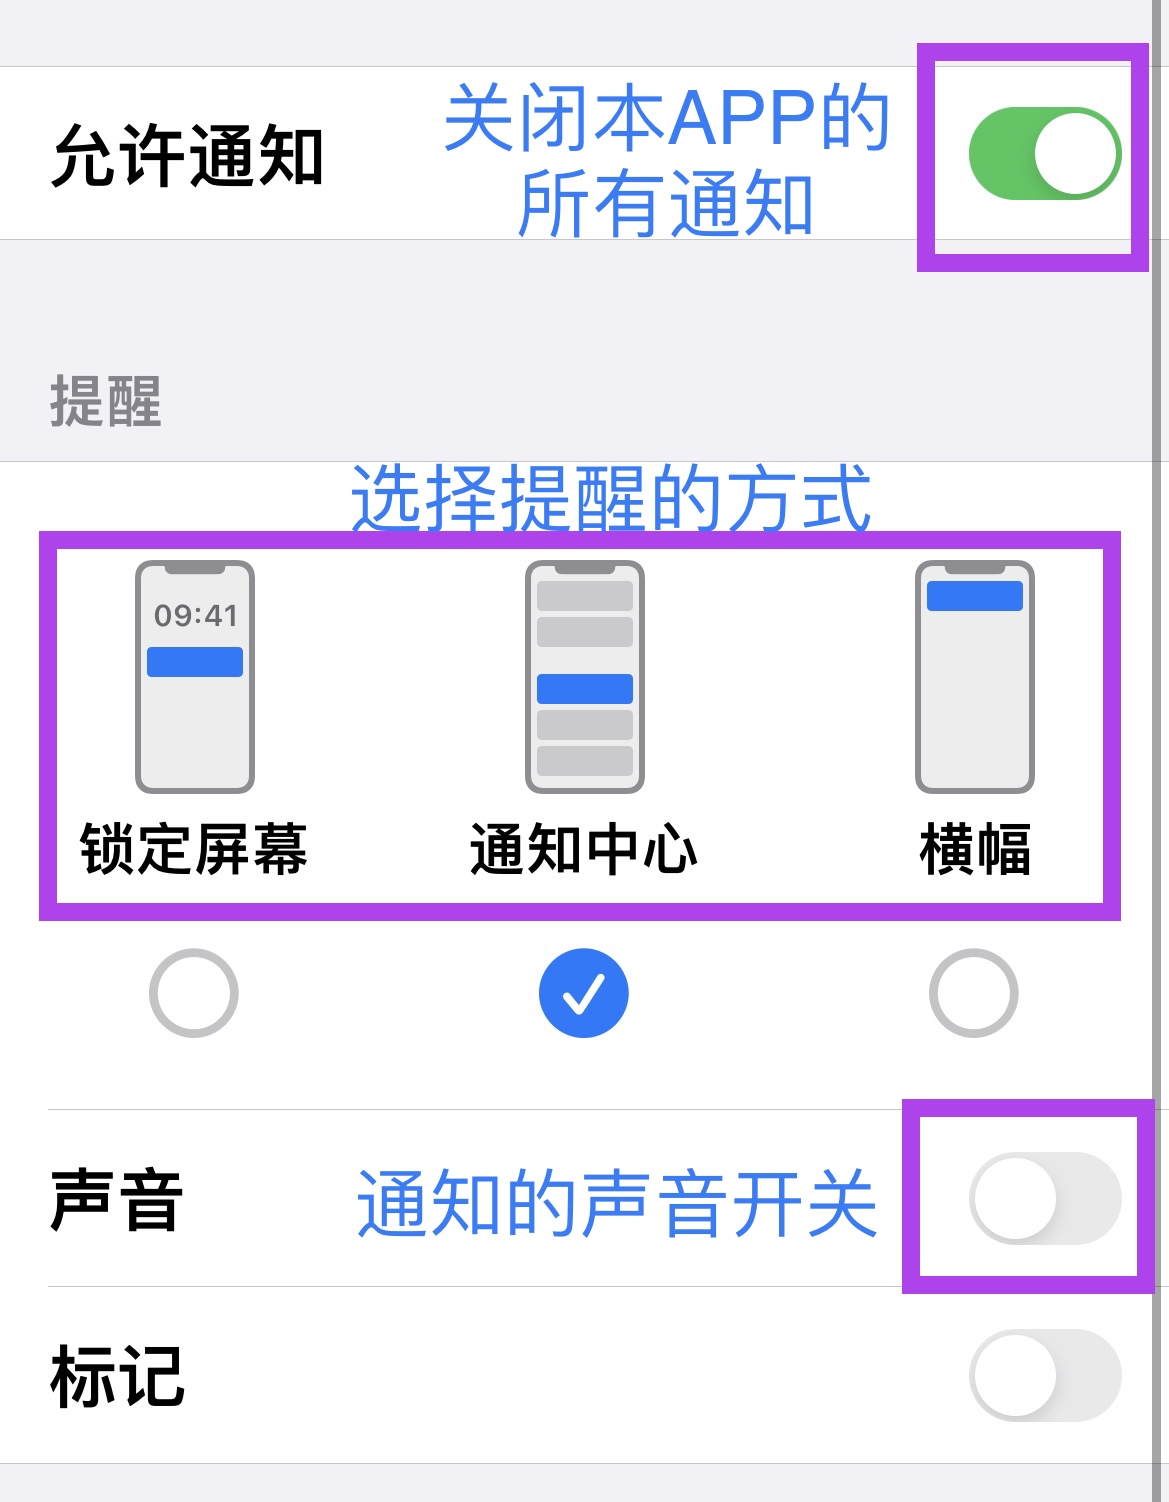 允许通知
关闭本APP的
所有通知
提醒
选择提醒的方式
09:41
锁定屏幕
通知中心
横幅
声音
通知的声音开关
标记